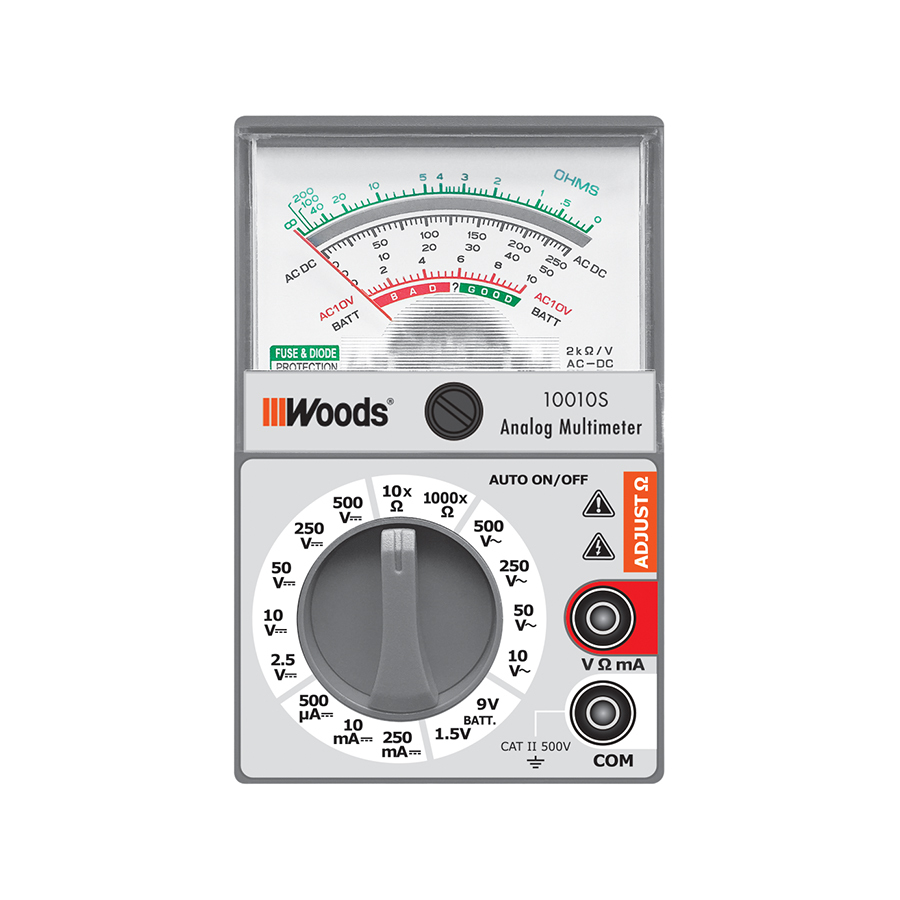 OHMS
∞ 200 100 40 20 10 5 4 3 2 1 .5 0
AC DC 50 100 150 200 250 AC DC
0 10 20 30 40 50
0 2 4 6 8 10
AC10V BAD ? GOOD AC10V
BATT BATT
FUSE & DIODE
PROTECTION
2kΩ/V
AC-DC
Woods®
10010S
Analog Multimeter
AUTO ON/OFF
ADJUST Ω
10x
Ω
1000x
Ω
500
V~
250
V~
50
V~
10
V~
9V
BATT.
1.5V
250
mA⎓
10
mA⎓
500
µA⎓
2.5
V⎓
10
V⎓
50
V⎓
250
V⎓
500
V⎓
V Ω mA
CAT II 500V
COM